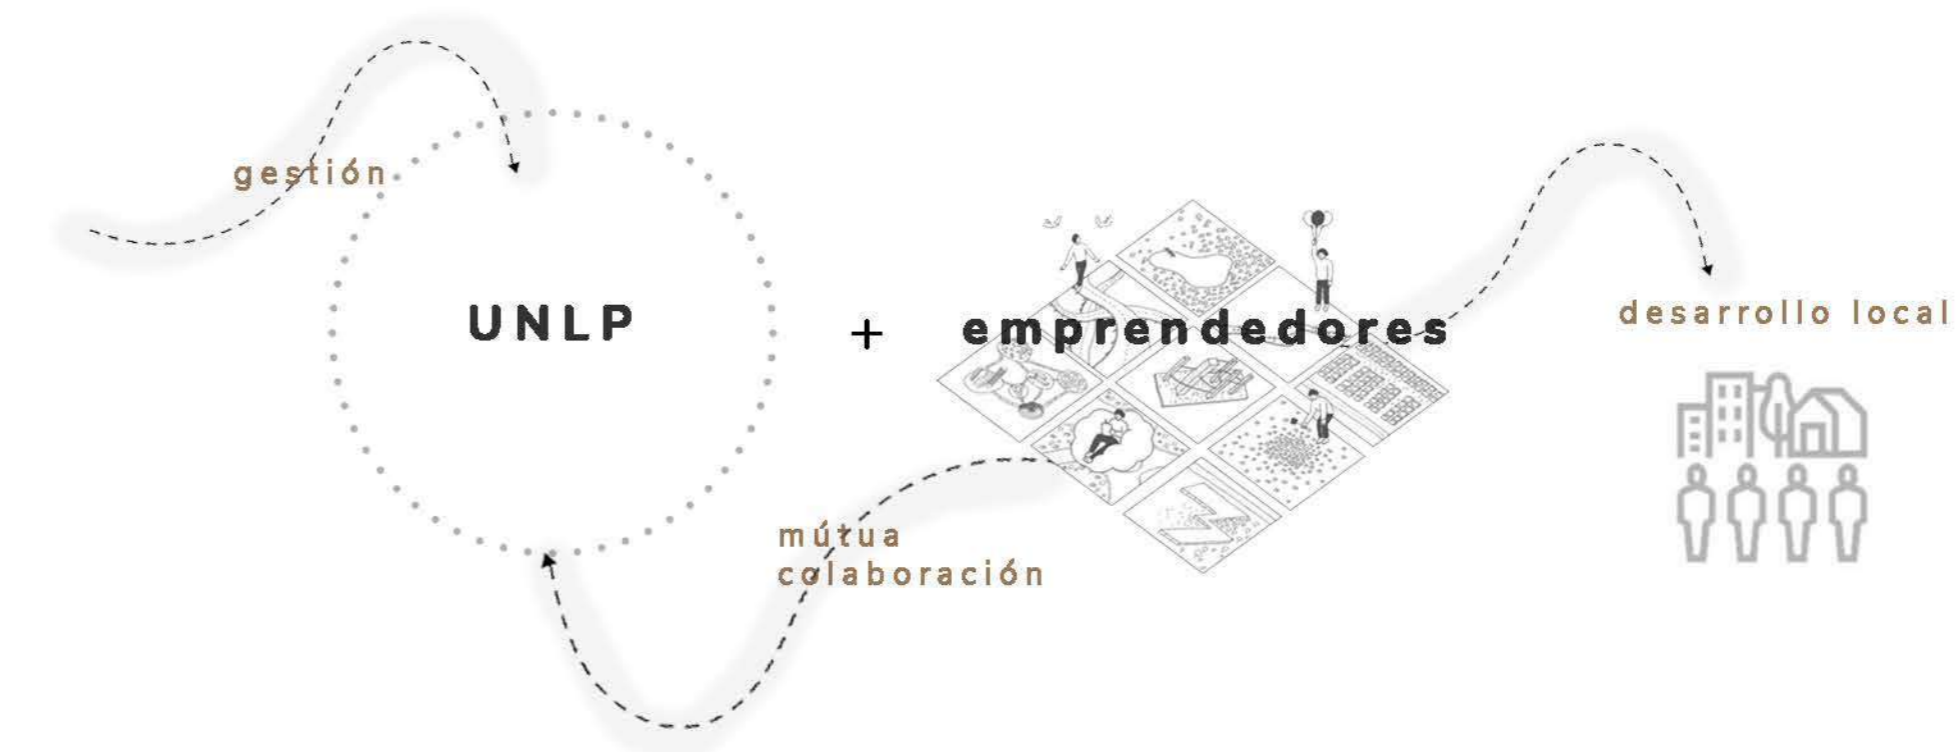 gestión
UNLP
+
emprendedores
desarrollo local
mútua
colaboración